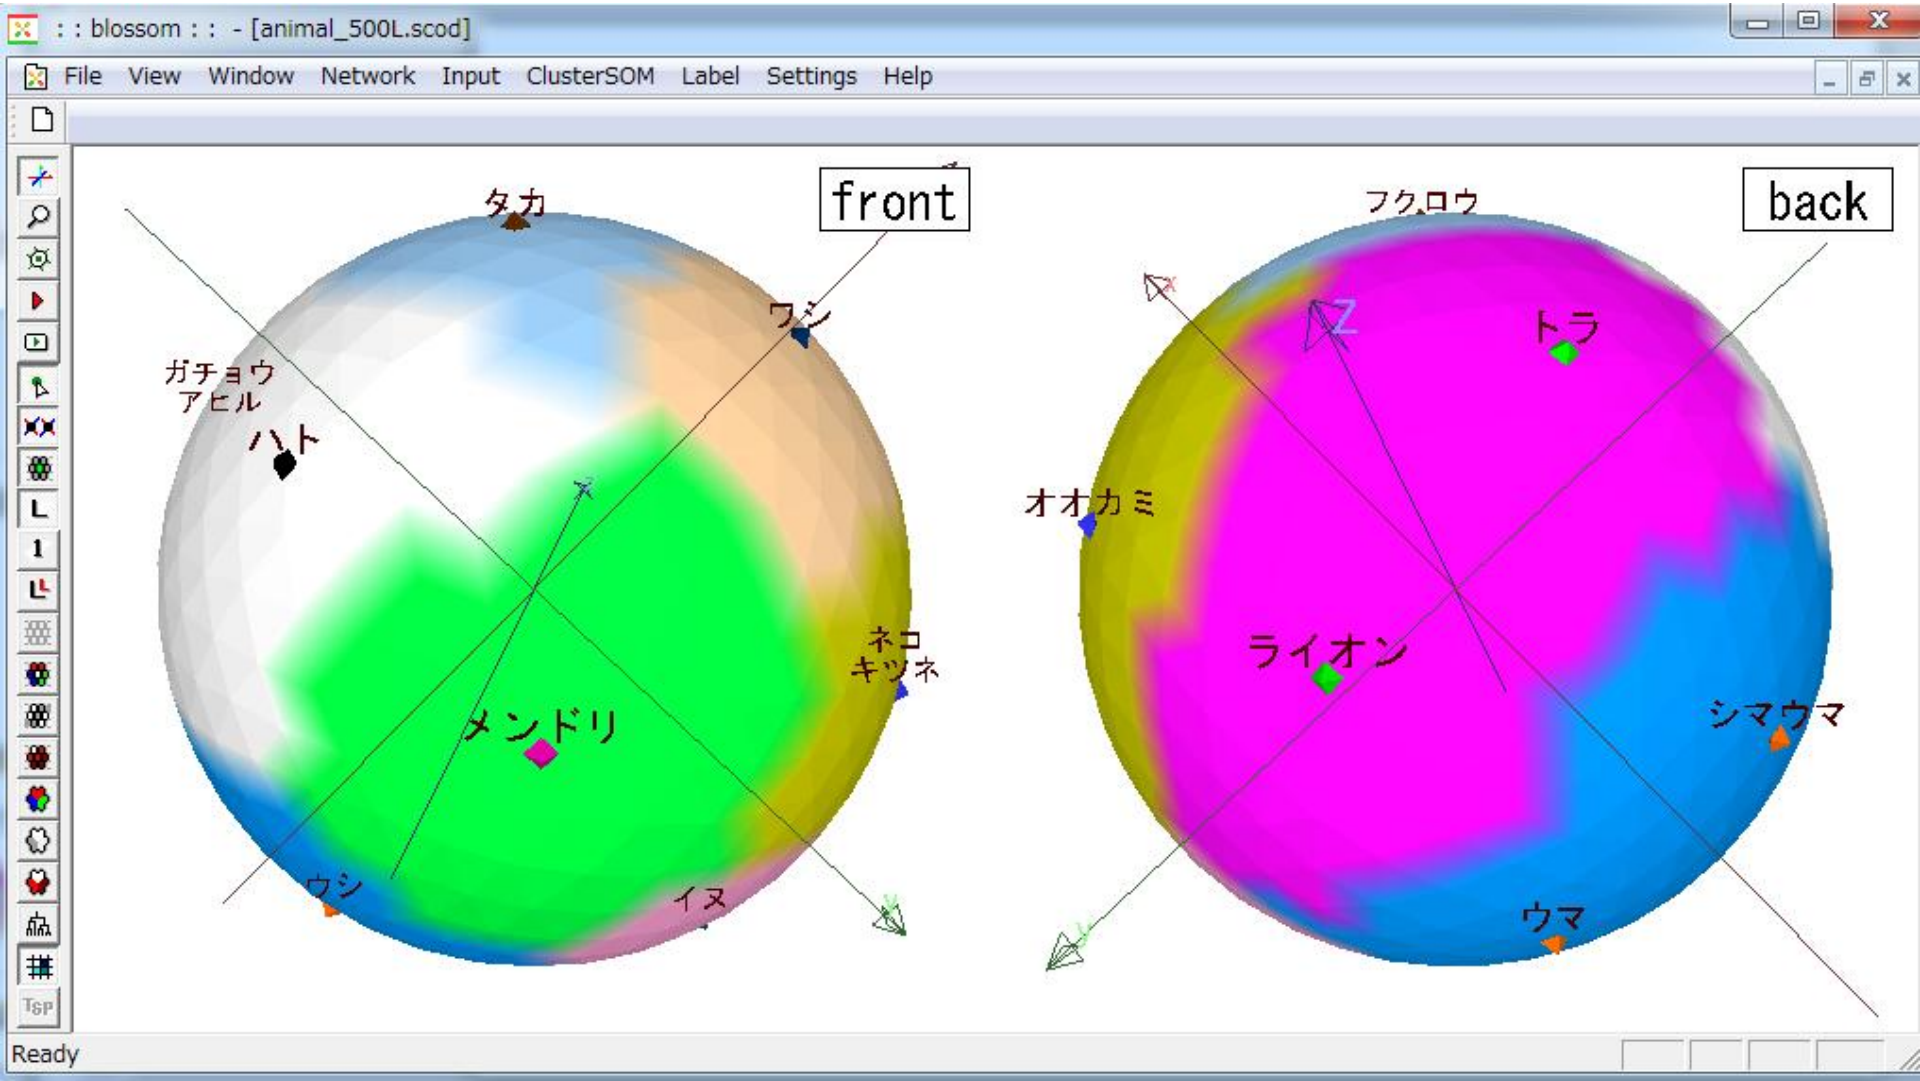 : : blossom : : - [animal_500L.scod]
File View Window Network Input ClusterSOM Label Settings Help
L
1
LL
TSP
front
タカ
ワシ
ガチョウ
アヒル
ハト
ネコ
キツネ
メンドリ
ウシ
イヌ
y
back
フクロウ
x
Z
トラ
オオカミ
ライオン
シマウマ
ウマ
y
Ready